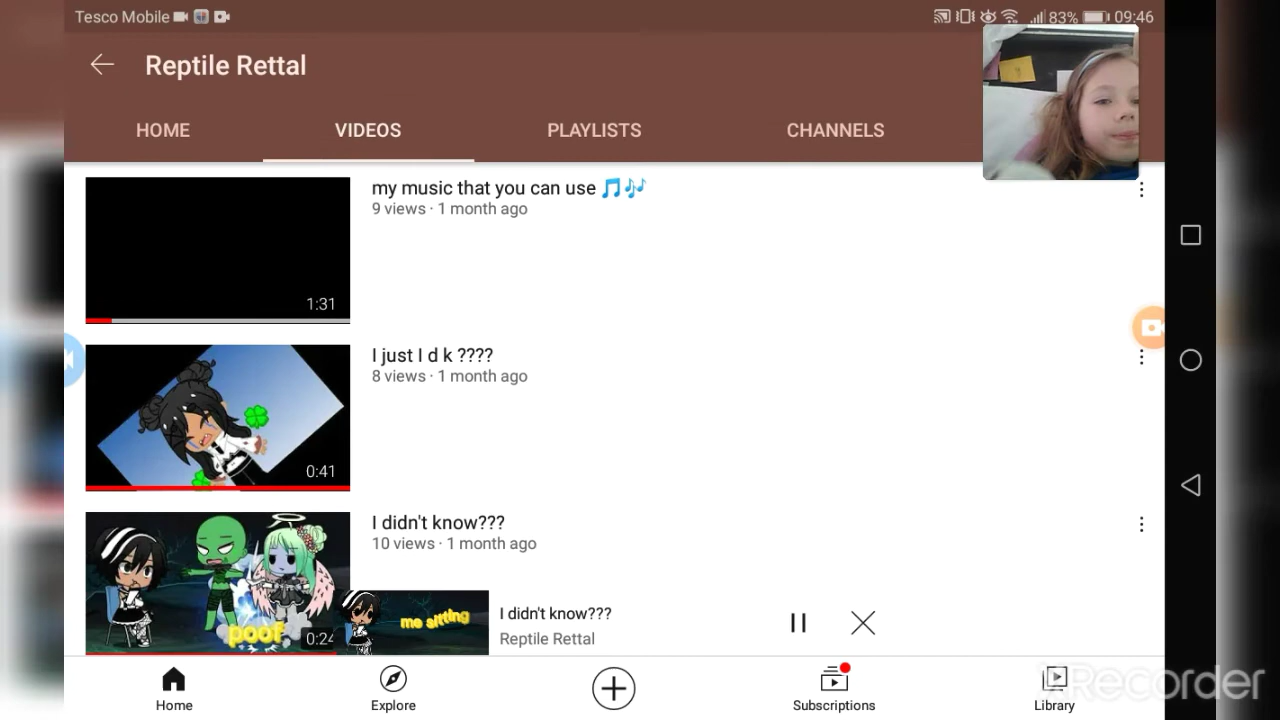 Tesco Mobile
83% 09:46
Reptile Rettal
HOME VIDEOS PLAYLISTS CHANNELS
my music that you can use 🎵🎶
9 views · 1 month ago
1:31
I just I d k ????
8 views · 1 month ago
0:41
I didn't know???
10 views · 1 month ago
poof
0:24
me sitting
I didn't know???
Reptile Rettal
Home Explore Subscriptions Library
Recorder